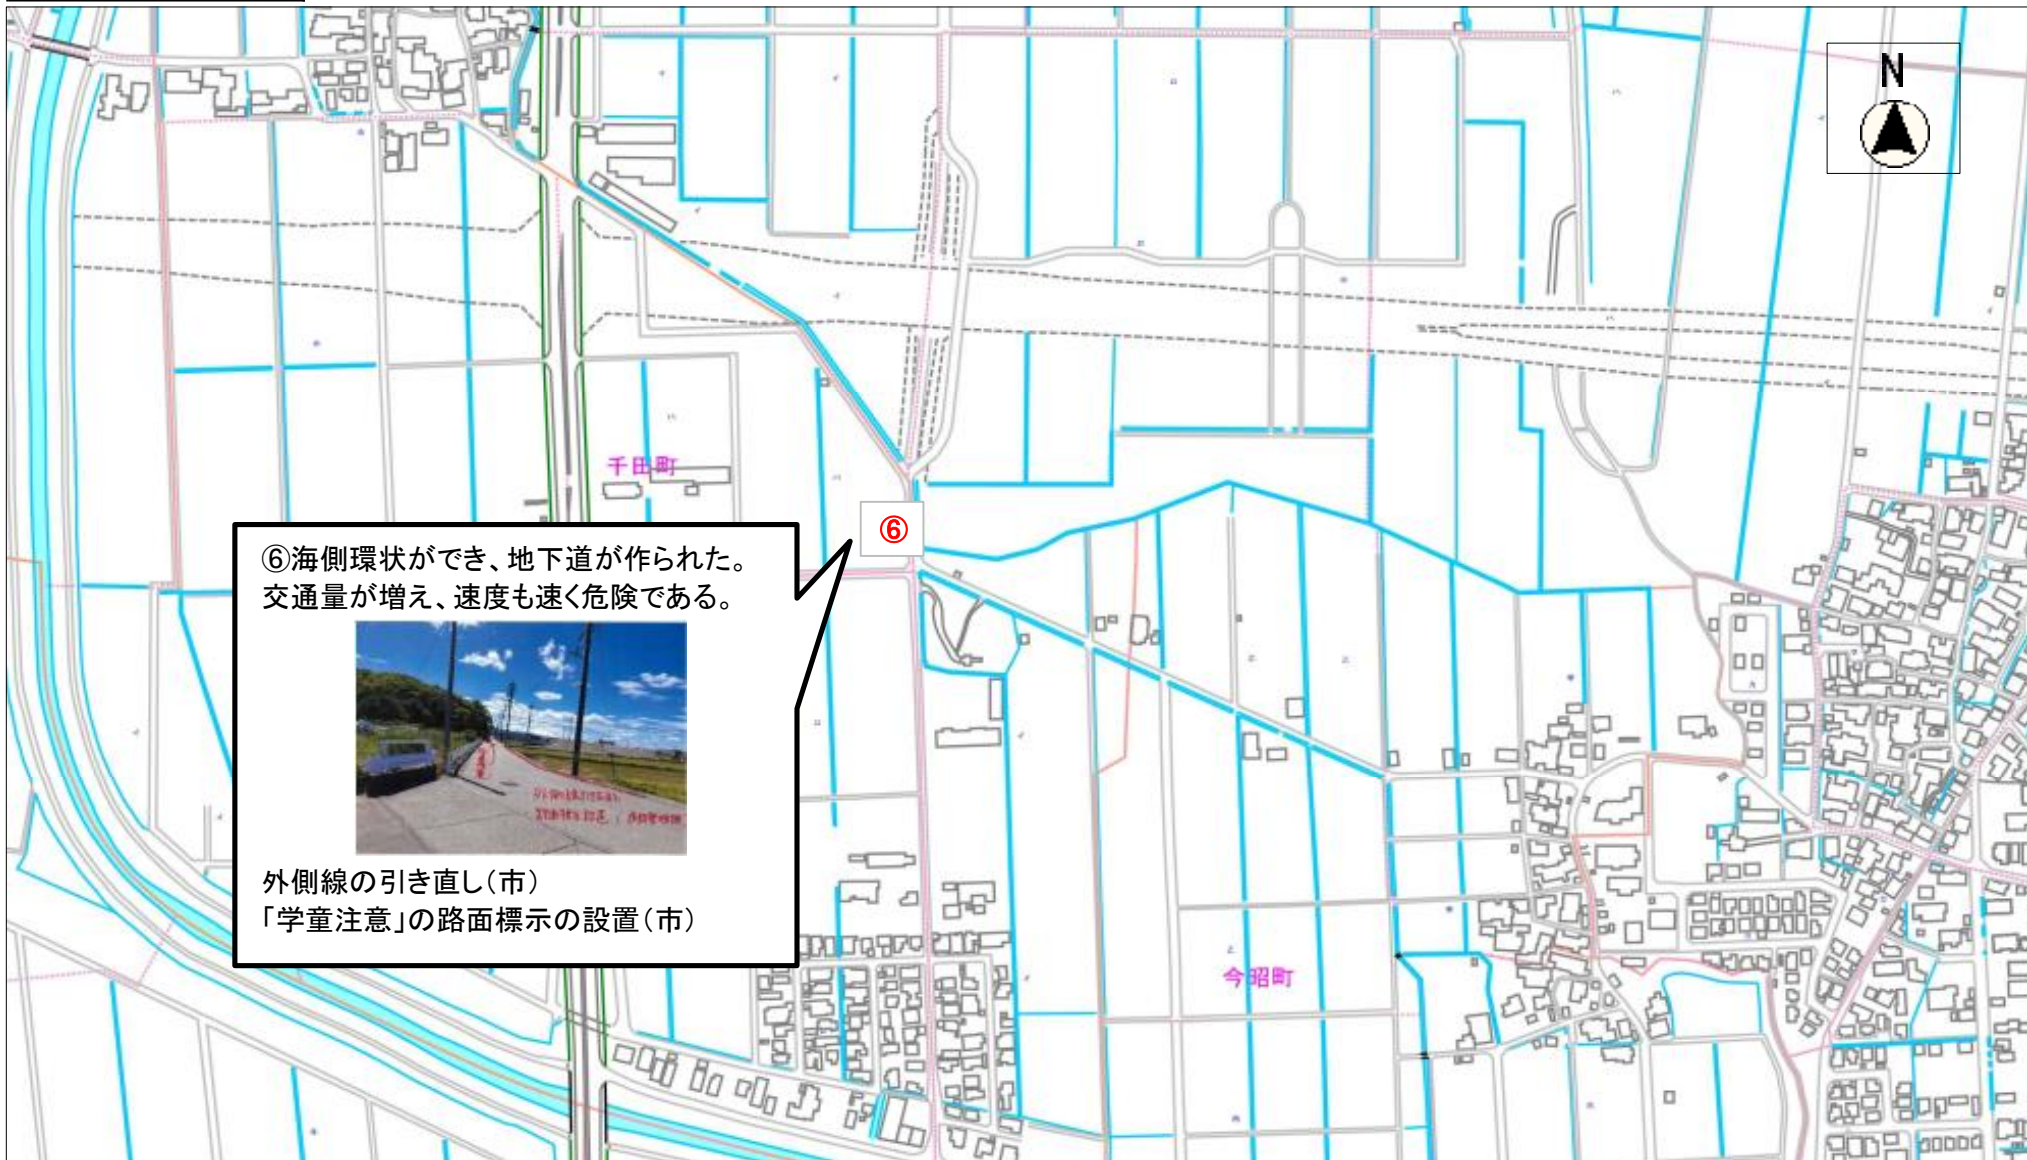 N
千田町
⑥
⑥海側環状ができ、地下道が作られた。
交通量が増え、速度も速く危険である。
外側線の引き直し(市)
「学童注意」の路面標示の設置(市)
今昭町